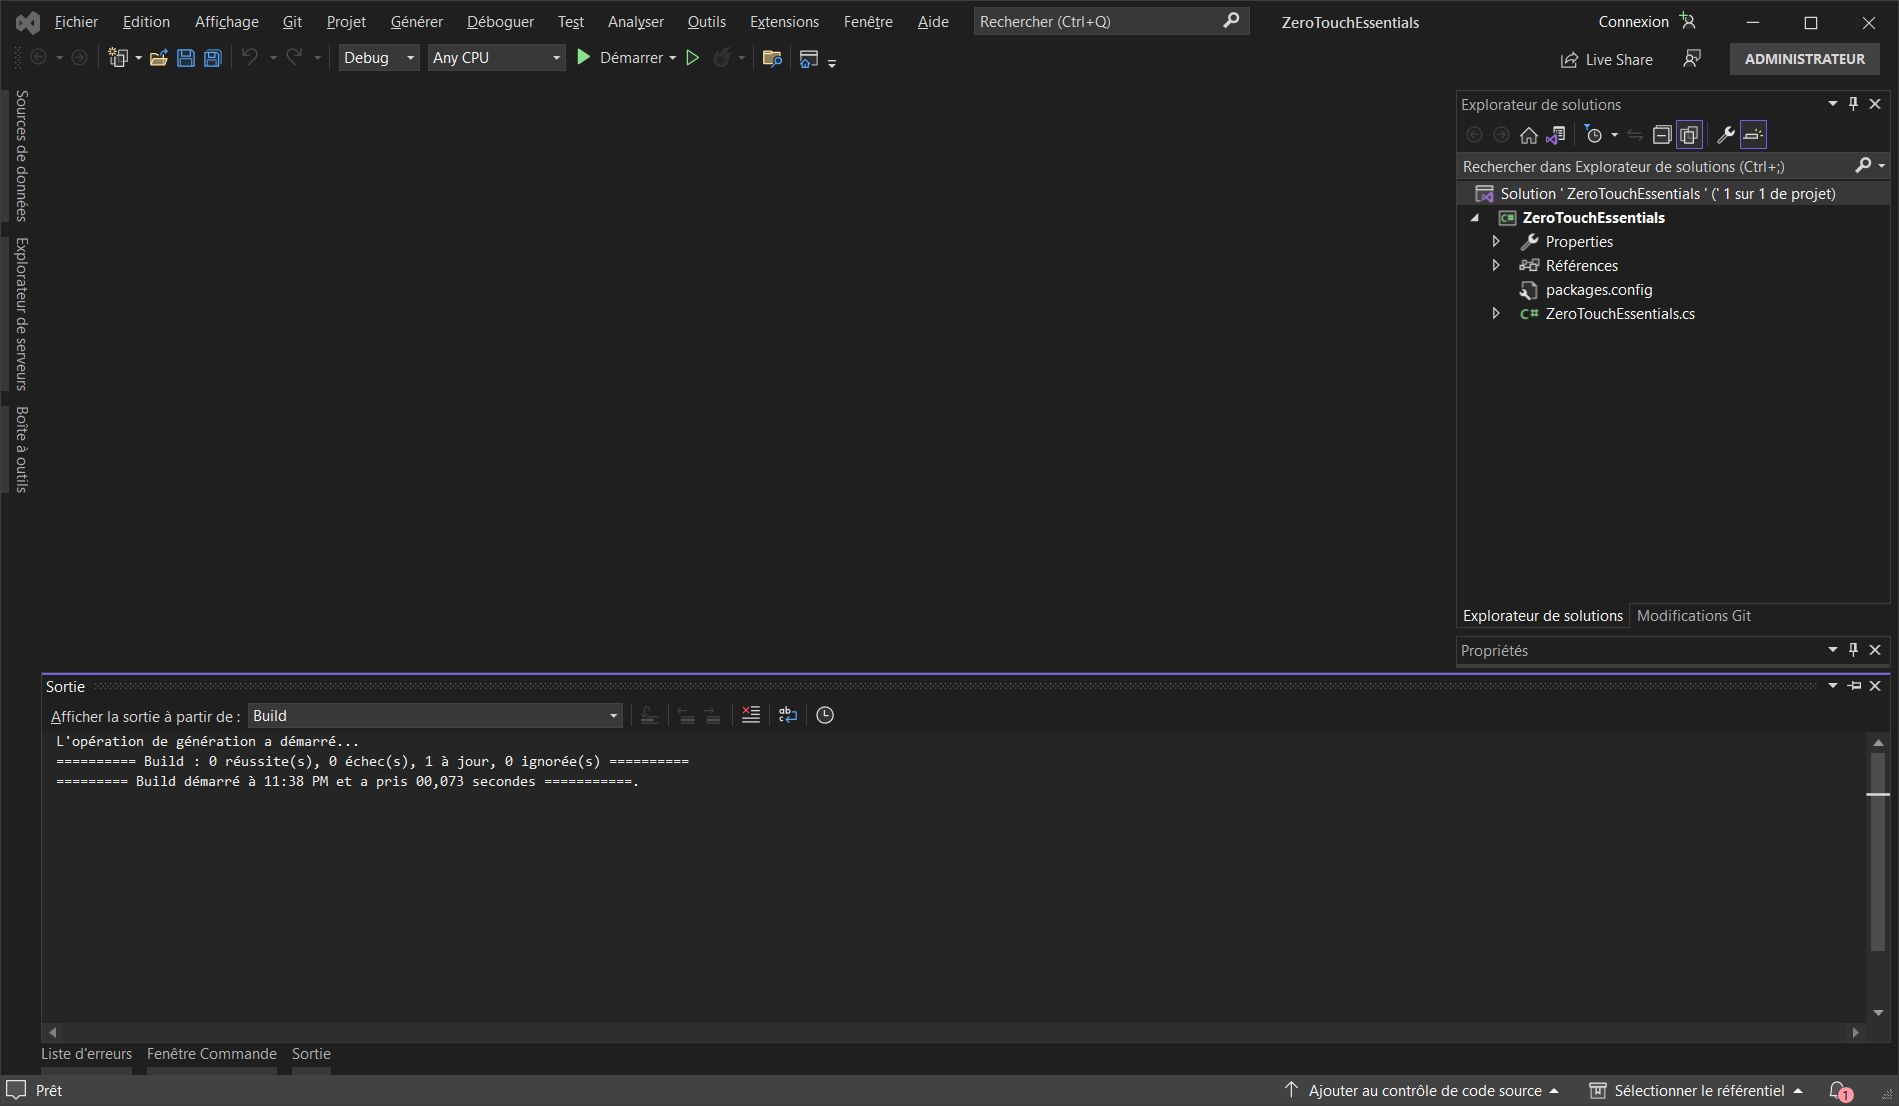 Fichier Edition Affichage Git Projet Générer Déboguer Test Analyser Outils Extensions Fenêtre Aide Rechercher (Ctrl+Q) ZeroTouchEssentials Connexion
Debug Any CPU Démarrer Live Share ADMINISTRATEUR
Sources de données
Explorateur de serveurs
Boîte à outils
Explorateur de solutions
Rechercher dans Explorateur de solutions (Ctrl+;)
Solution ' ZeroTouchEssentials ' (' 1 sur 1 de projet)
ZeroTouchEssentials
Properties
Références
packages.config
C# ZeroTouchEssentials.cs
Explorateur de solutions Modifications Git
Propriétés
Sortie
Afficher la sortie à partir de : Build
L'opération de génération a démarré...
========== Build : 0 réussite(s), 0 échec(s), 1 à jour, 0 ignorée(s) ==========
========= Build démarré à 11:38 PM et a pris 00,073 secondes ===========.
Liste d'erreurs Fenêtre Commande Sortie
Prêt Ajouter au contrôle de code source Sélectionner le référentiel 1